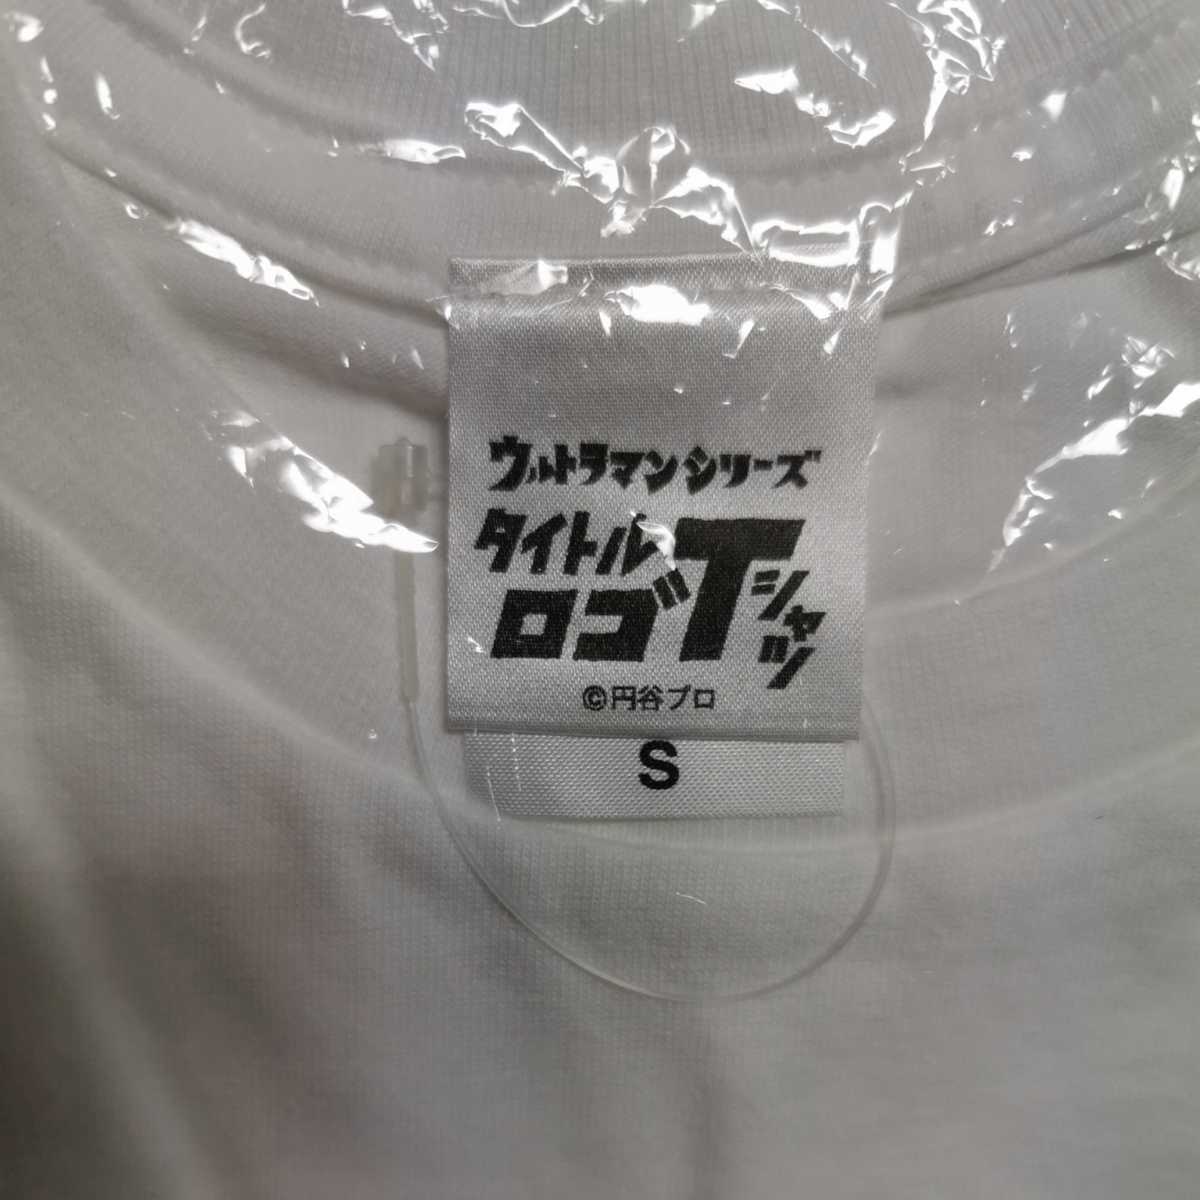 ウルトラマンシリーズ
タイトル
ロゴTシャツ
©円谷プロ
S